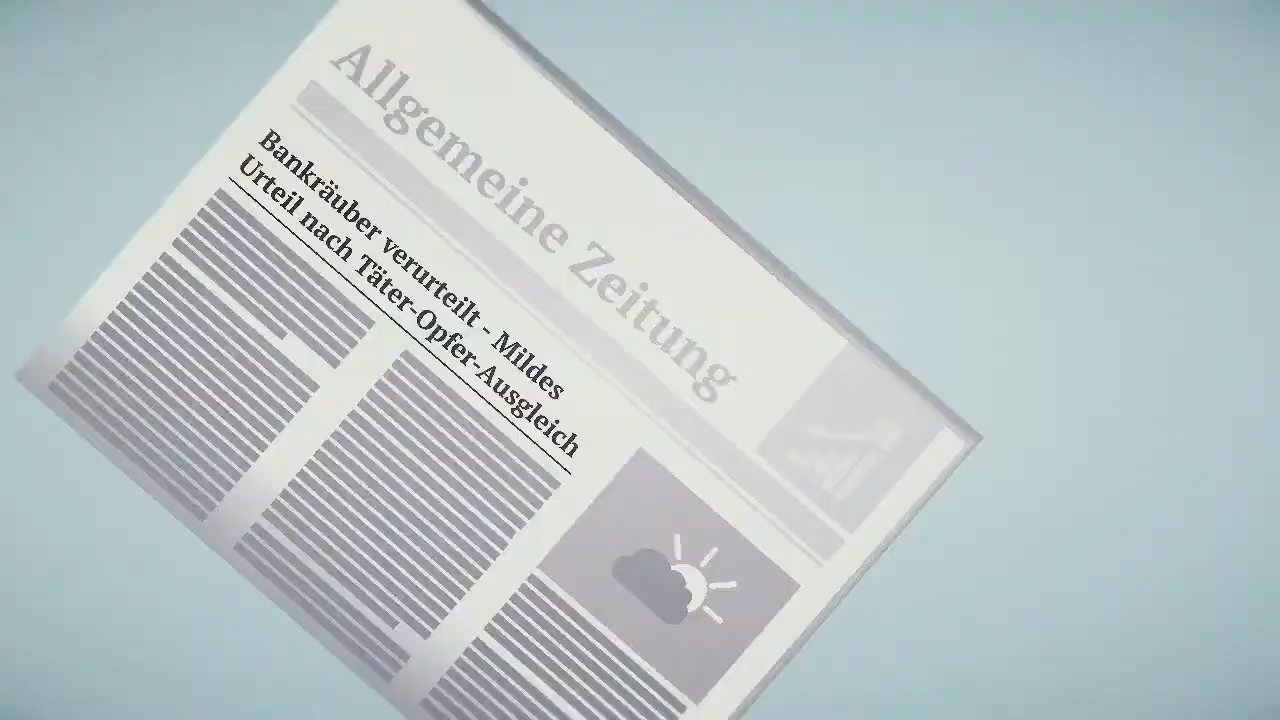 Allgemeine Zeitung
Bankräuber verurteilt - Mildes
Urteil nach Täter-Opfer-Ausgleich